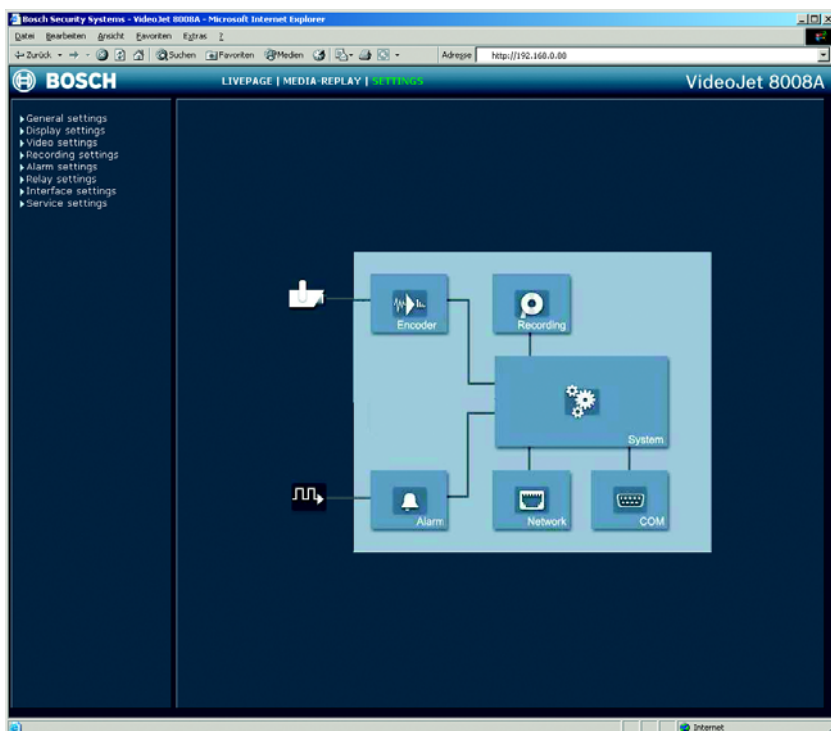 Bosch Security Systems - VideoJet 8008A - Microsoft Internet Explorer
Datei Bearbeiten Ansicht Favoriten Extras ?
Zurück Suchen Favoriten Medien Adresse http://192.160.0.00
BOSCH LIVEPAGE | MEDIA-REPLAY | SETTINGS VideoJet 8008A
General settings
Display settings
Video settings
Recording settings
Alarm settings
Relay settings
Interface settings
Service settings
Encoder
Recording
System
Alarm
Network
COM
Internet